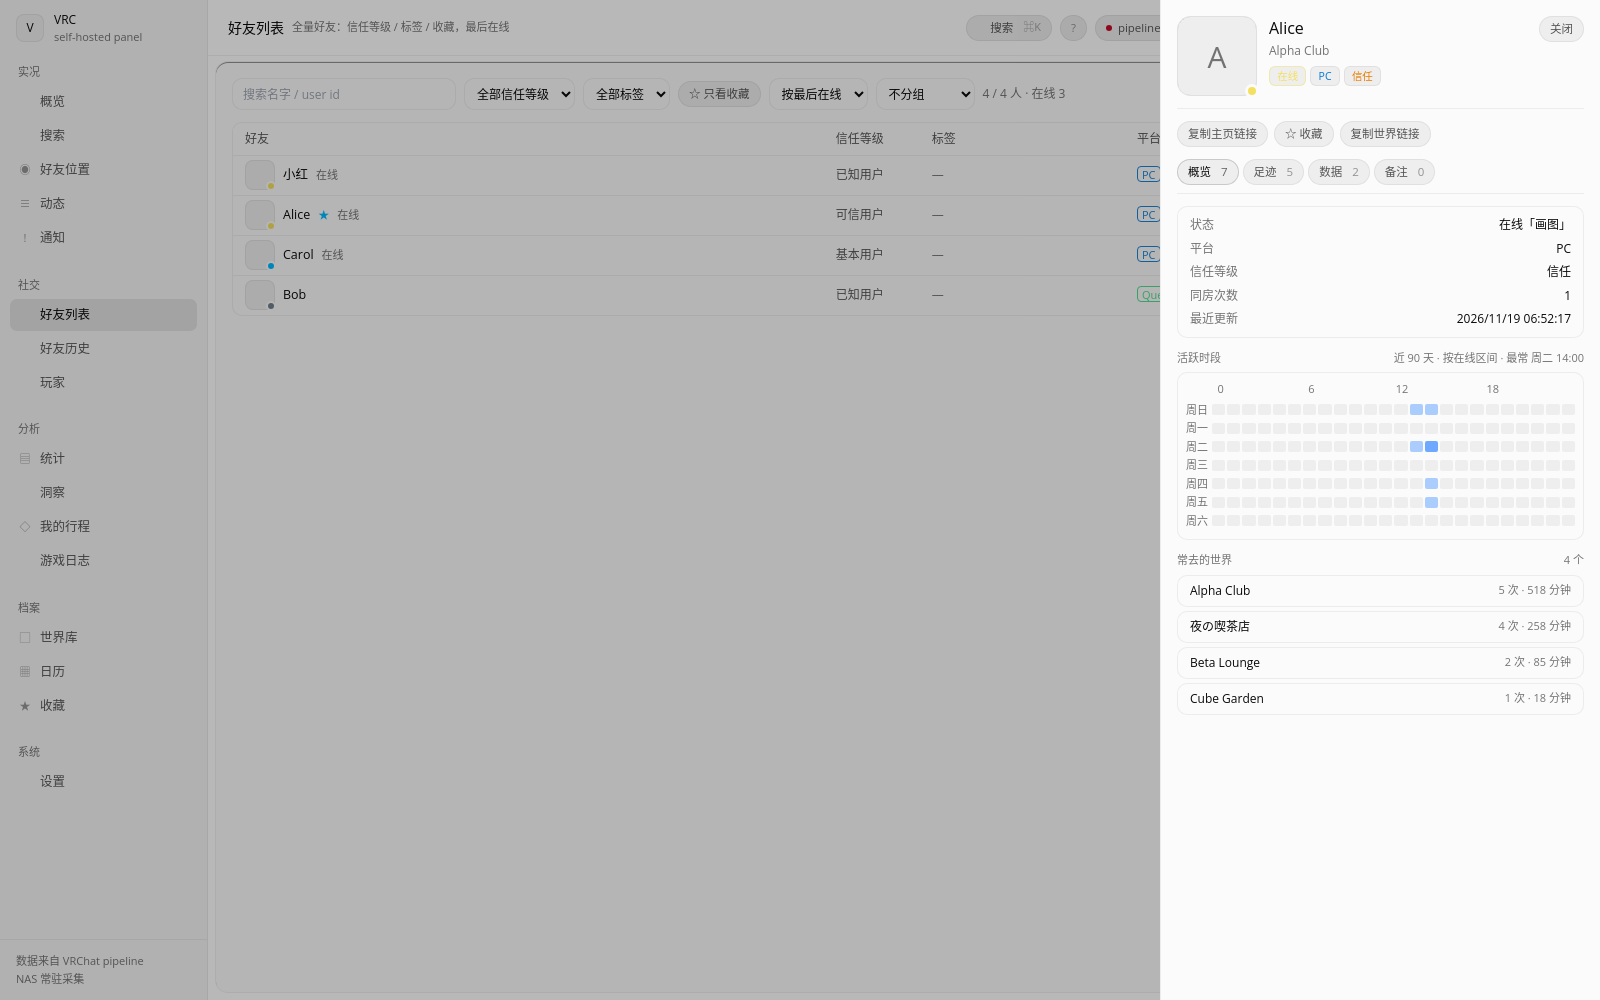 V
VRC
self-hosted panel
实况
概览
搜索
好友位置
动态
通知
社交
好友列表
好友历史
玩家
分析
统计
洞察
我的行程
游戏日志
档案
世界库
日历
收藏
系统
设置
数据来自 VRChat pipeline
NAS 常驻采集
好友列表 全量好友：信任等级 / 标签 / 收藏，最后在线
搜索 ⌘K ? pipeline
搜索名字 / user id 全部信任等级 全部标签 ☆ 只看收藏 按最后在线 不分组 4 / 4 人 · 在线 3
好友 信任等级 标签 平台
小红 在线 已知用户 — PC
Alice ★ 在线 可信用户 — PC
Carol 在线 基本用户 — PC
Bob 已知用户 — Que
A
Alice
关闭
Alpha Club
在线 PC 信任
复制主页链接 ☆ 收藏 复制世界链接
概览 7 足迹 5 数据 2 备注 0
状态 在线「画图」
平台 PC
信任等级 信任
同房次数 1
最近更新 2026/11/19 06:52:17
活跃时段 近 90 天 · 按在线区间 · 最常 周二 14:00
0 6 12 18
周日
周一
周二
周三
周四
周五
周六
常去的世界 4 个
Alpha Club 5 次 · 518 分钟
夜の喫茶店 4 次 · 258 分钟
Beta Lounge 2 次 · 85 分钟
Cube Garden 1 次 · 18 分钟